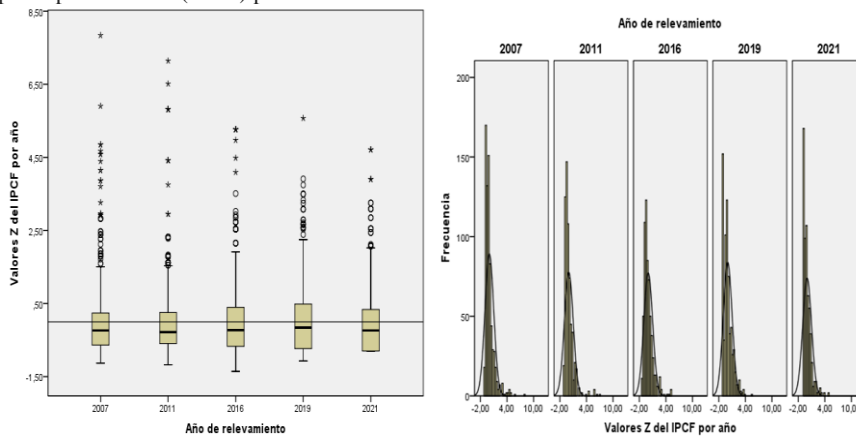 8,50
5,50
2,50
,50
-1,50
Valores Z del IPCF por año
2007 2011 2016 2019 2021
Año de relevamiento
Año de relevamiento
2007 2011 2016 2019 2021
Frecuencia
200
150
100
50
0
-2,00 4,00 10,00 -2,00 4,00 10,00 -2,00 4,00 10,00 -2,00 4,00 10,00 -2,00 4,00 10,00
Valores Z del IPCF por año